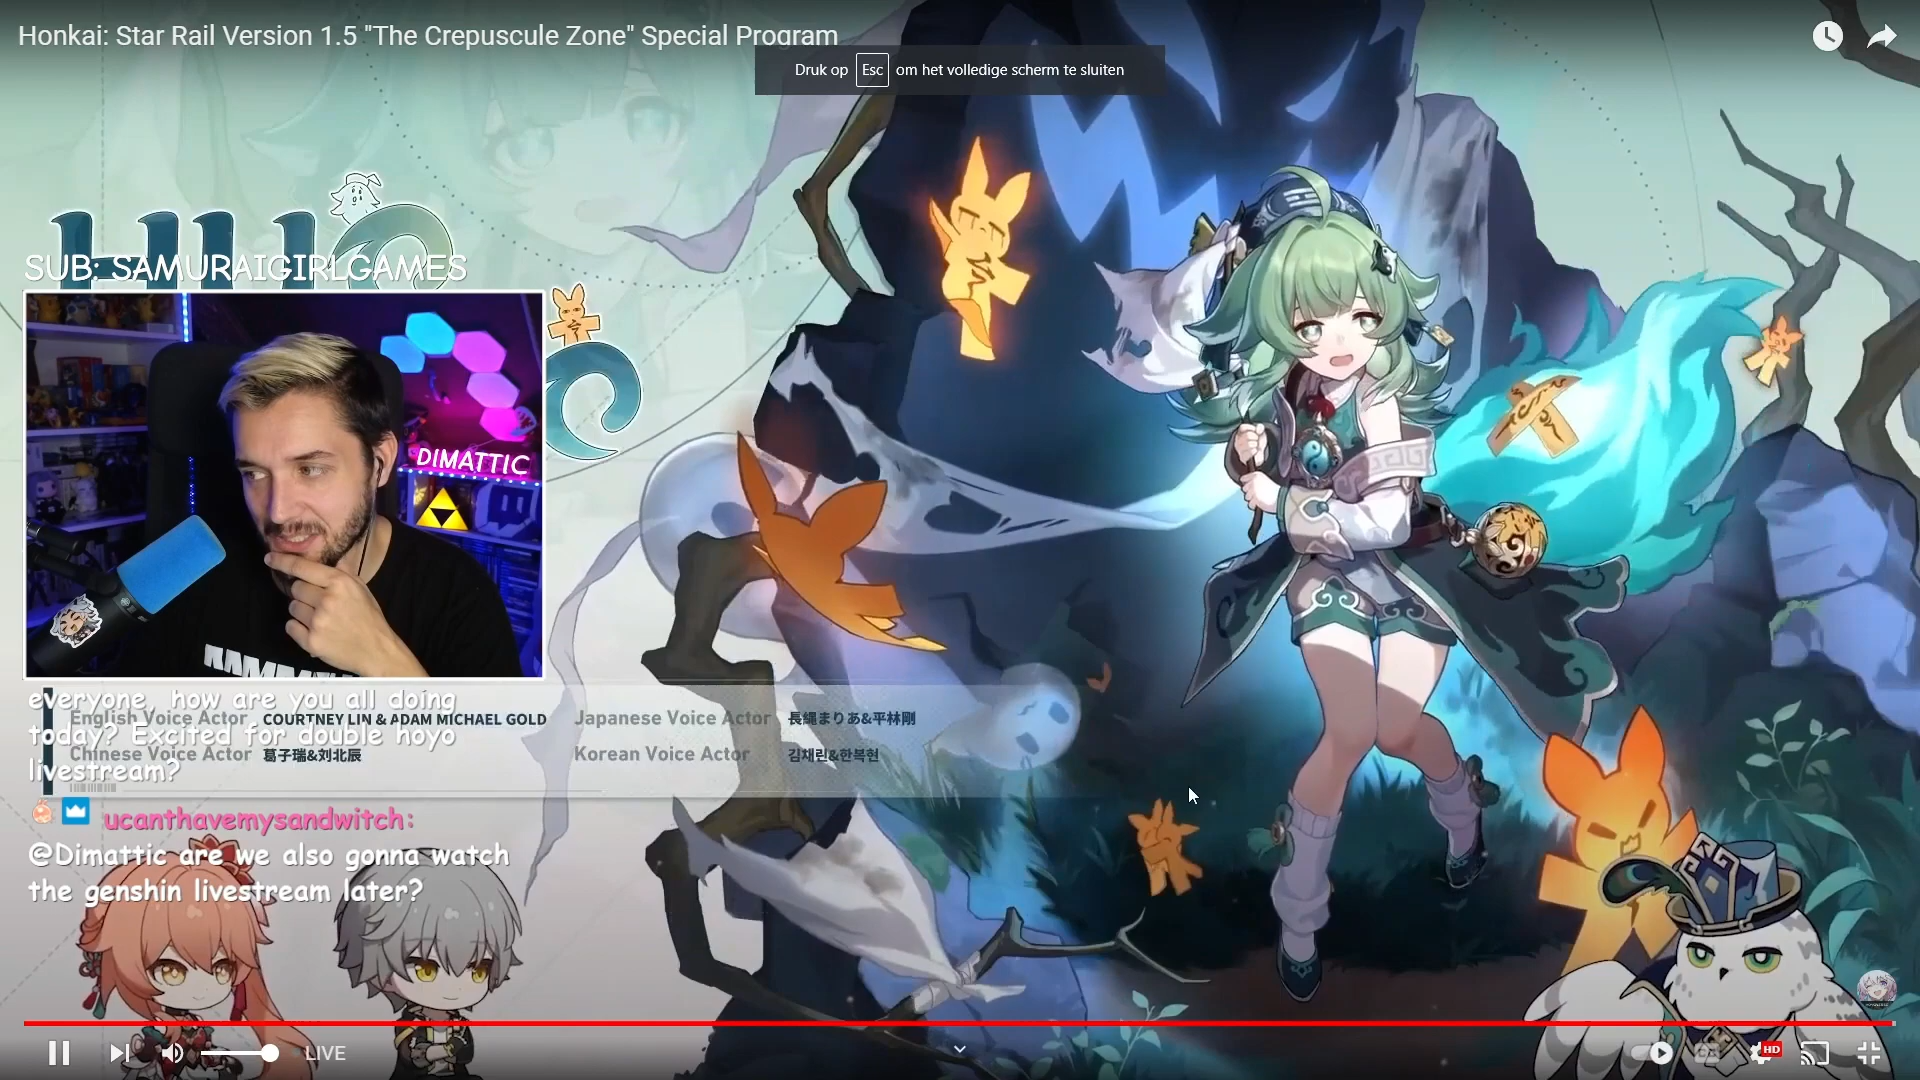 Honkai: Star Rail Version 1.5 "The Crepuscule Zone" Special Program
Druk op Esc om het volledige scherm te sluiten
SUB: SAMURAIGIRLGAMES
DIMATTIC
everyone, how are you all doing
today? Excited for double hoyo
livestream?
English Voice Actor COURTNEY LIN & ADAM MICHAEL GOLD Japanese Voice Actor 長縄まりあ&平林剛
Chinese Voice Actor 葛子瑞&刘北辰 Korean Voice Actor 김채린&한복현
ucanthavemysandwitch:
@Dimattic are we also gonna watch
the genshin livestream later?
LIVE
HD